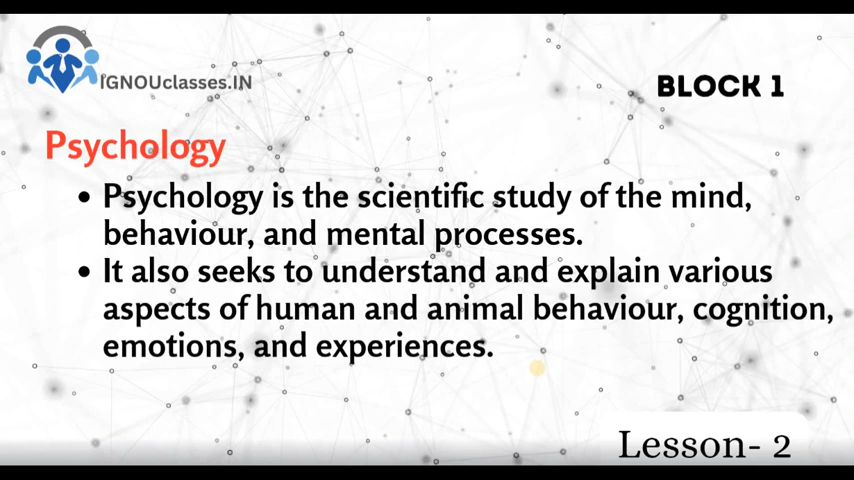 IGNOUclasses.IN
BLOCK 1
Psychology
• Psychology is the scientific study of the mind,
behaviour, and mental processes.
• It also seeks to understand and explain various
aspects of human and animal behaviour, cognition,
emotions, and experiences.
Lesson- 2